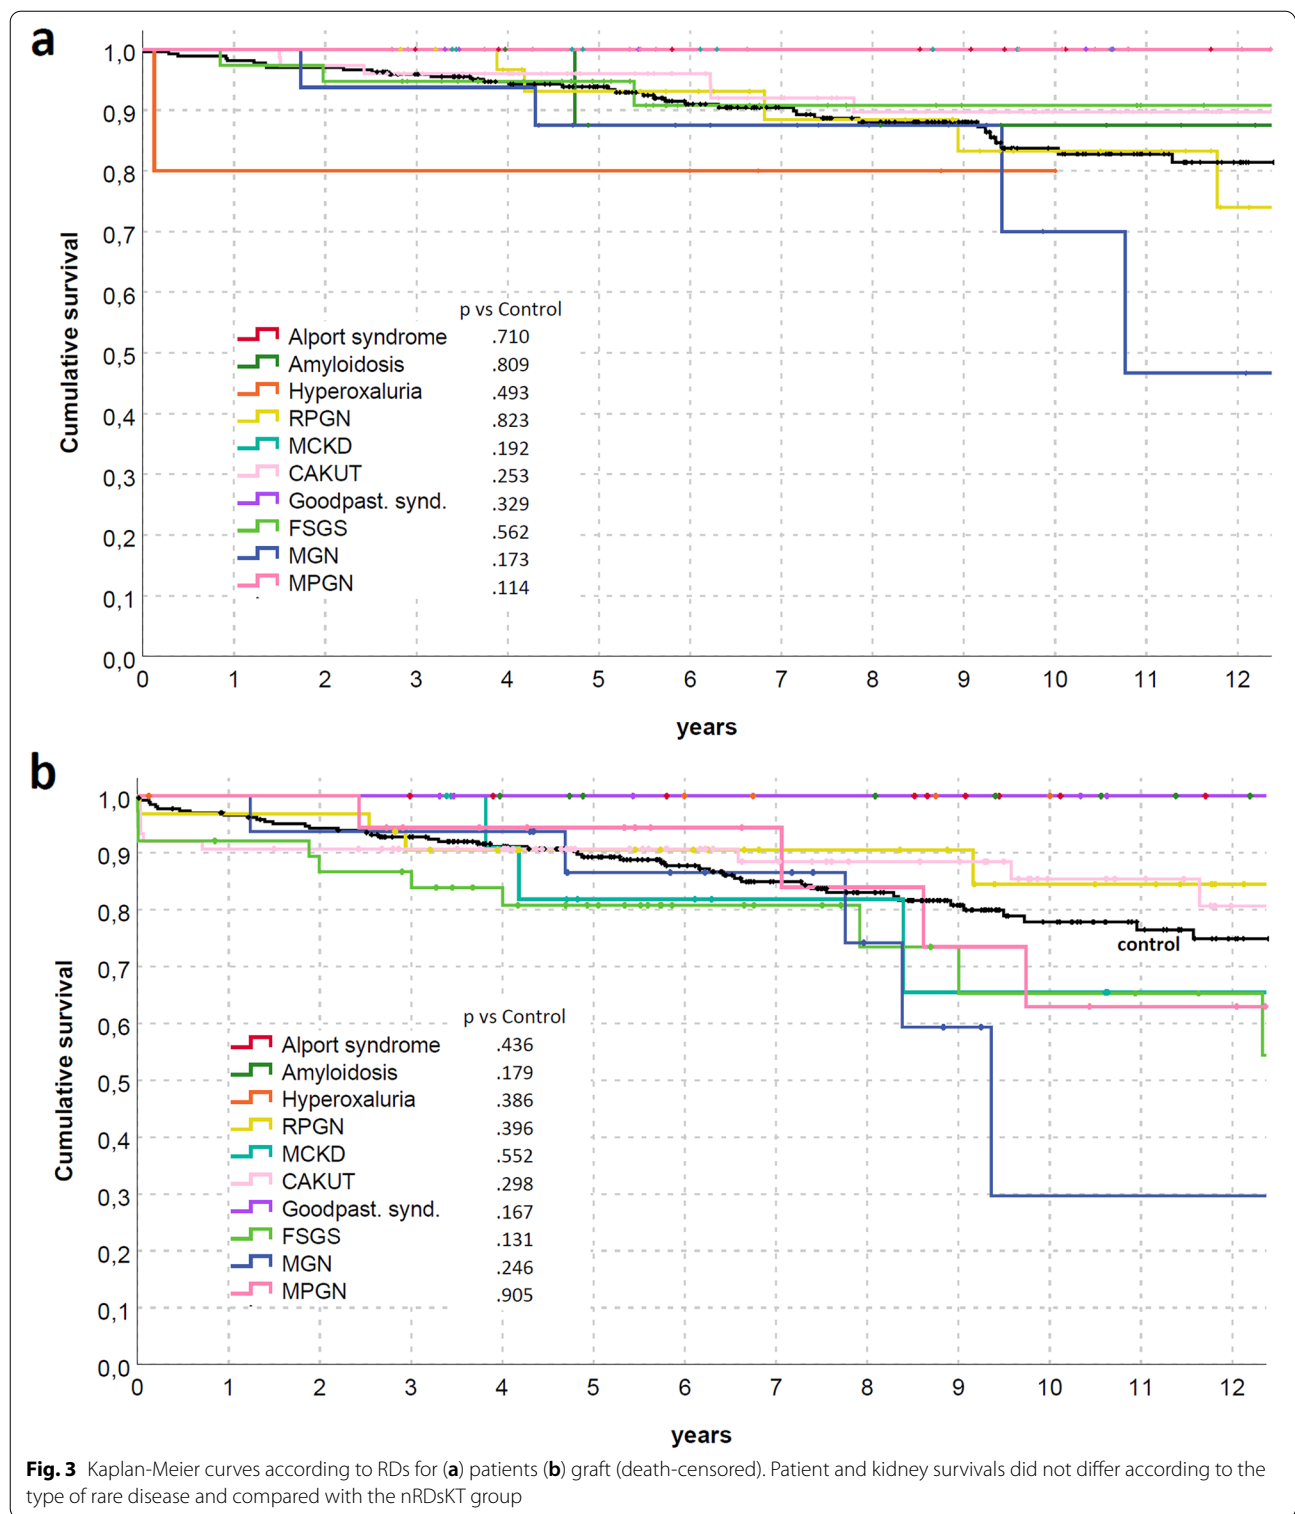 a
1,0
0,9
0,8
0,7
0,6
0,5
0,4
0,3
0,2
0,1
0,0
Cumulative survival
p vs Control
Alport syndrome .710
Amyloidosis .809
Hyperoxaluria .493
RPGN .823
MCKD .192
CAKUT .253
Goodpast. synd. .329
FSGS .562
MGN .173
MPGN .114
0 1 2 3 4 5 6 7 8 9 10 11 12
years
b
1,0
0,9
0,8
0,7
0,6
0,5
0,4
0,3
0,2
0,1
0,0
Cumulative survival
control
p vs Control
Alport syndrome .436
Amyloidosis .179
Hyperoxaluria .386
RPGN .396
MCKD .552
CAKUT .298
Goodpast. synd. .167
FSGS .131
MGN .246
MPGN .905
0 1 2 3 4 5 6 7 8 9 10 11 12
years
Fig. 3 Kaplan-Meier curves according to RDs for (a) patients (b) graft (death-censored). Patient and kidney survivals did not differ according to the
type of rare disease and compared with the nRDsKT group